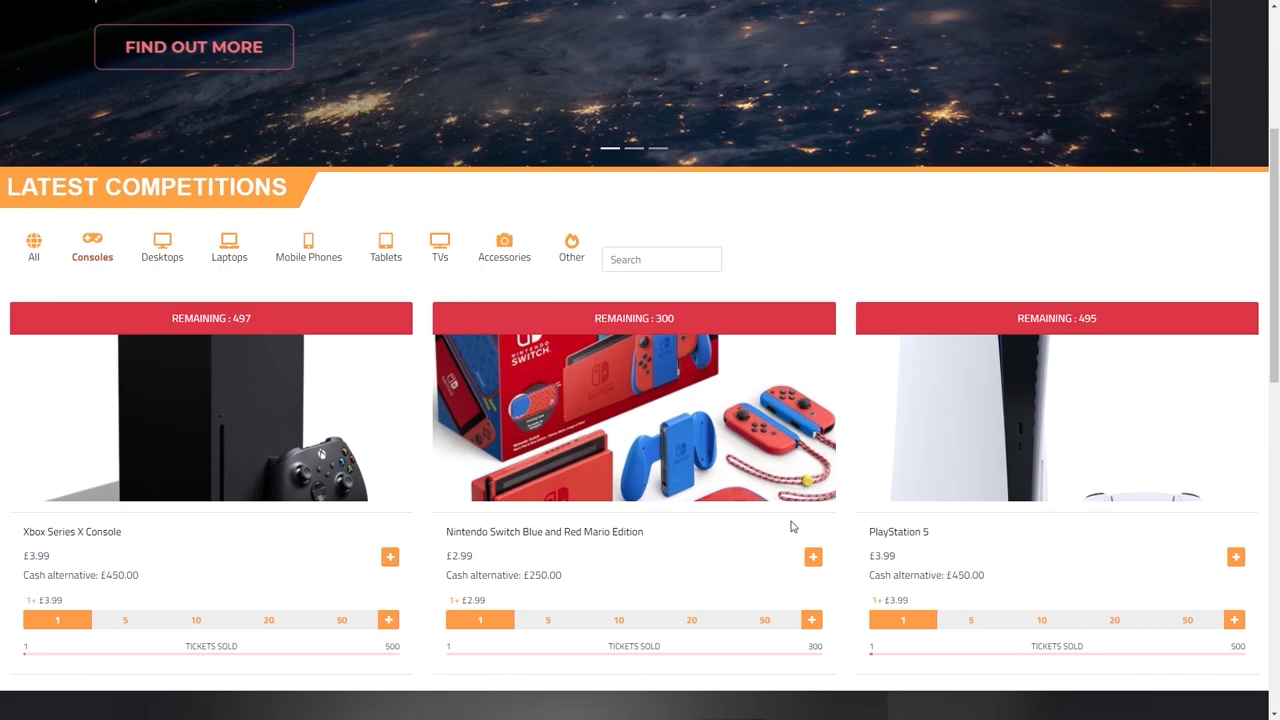 FIND OUT MORE
LATEST COMPETITIONS
All
Consoles
Desktops
Laptops
Mobile Phones
Tablets
TVs
Accessories
Other
Search
REMAINING : 497
REMAINING : 300
REMAINING : 495
NINTENDO
SWITCH
Xbox Series X Console
£3.99
+
Cash alternative: £450.00
1+ £3.99
1 5 10 20 50 +
1 TICKETS SOLD 500
Nintendo Switch Blue and Red Mario Edition
£2.99
+
Cash alternative: £250.00
1+ £2.99
1 5 10 20 50 +
1 TICKETS SOLD 300
PlayStation 5
£3.99
+
Cash alternative: £450.00
1+ £3.99
1 5 10 20 50 +
1 TICKETS SOLD 500